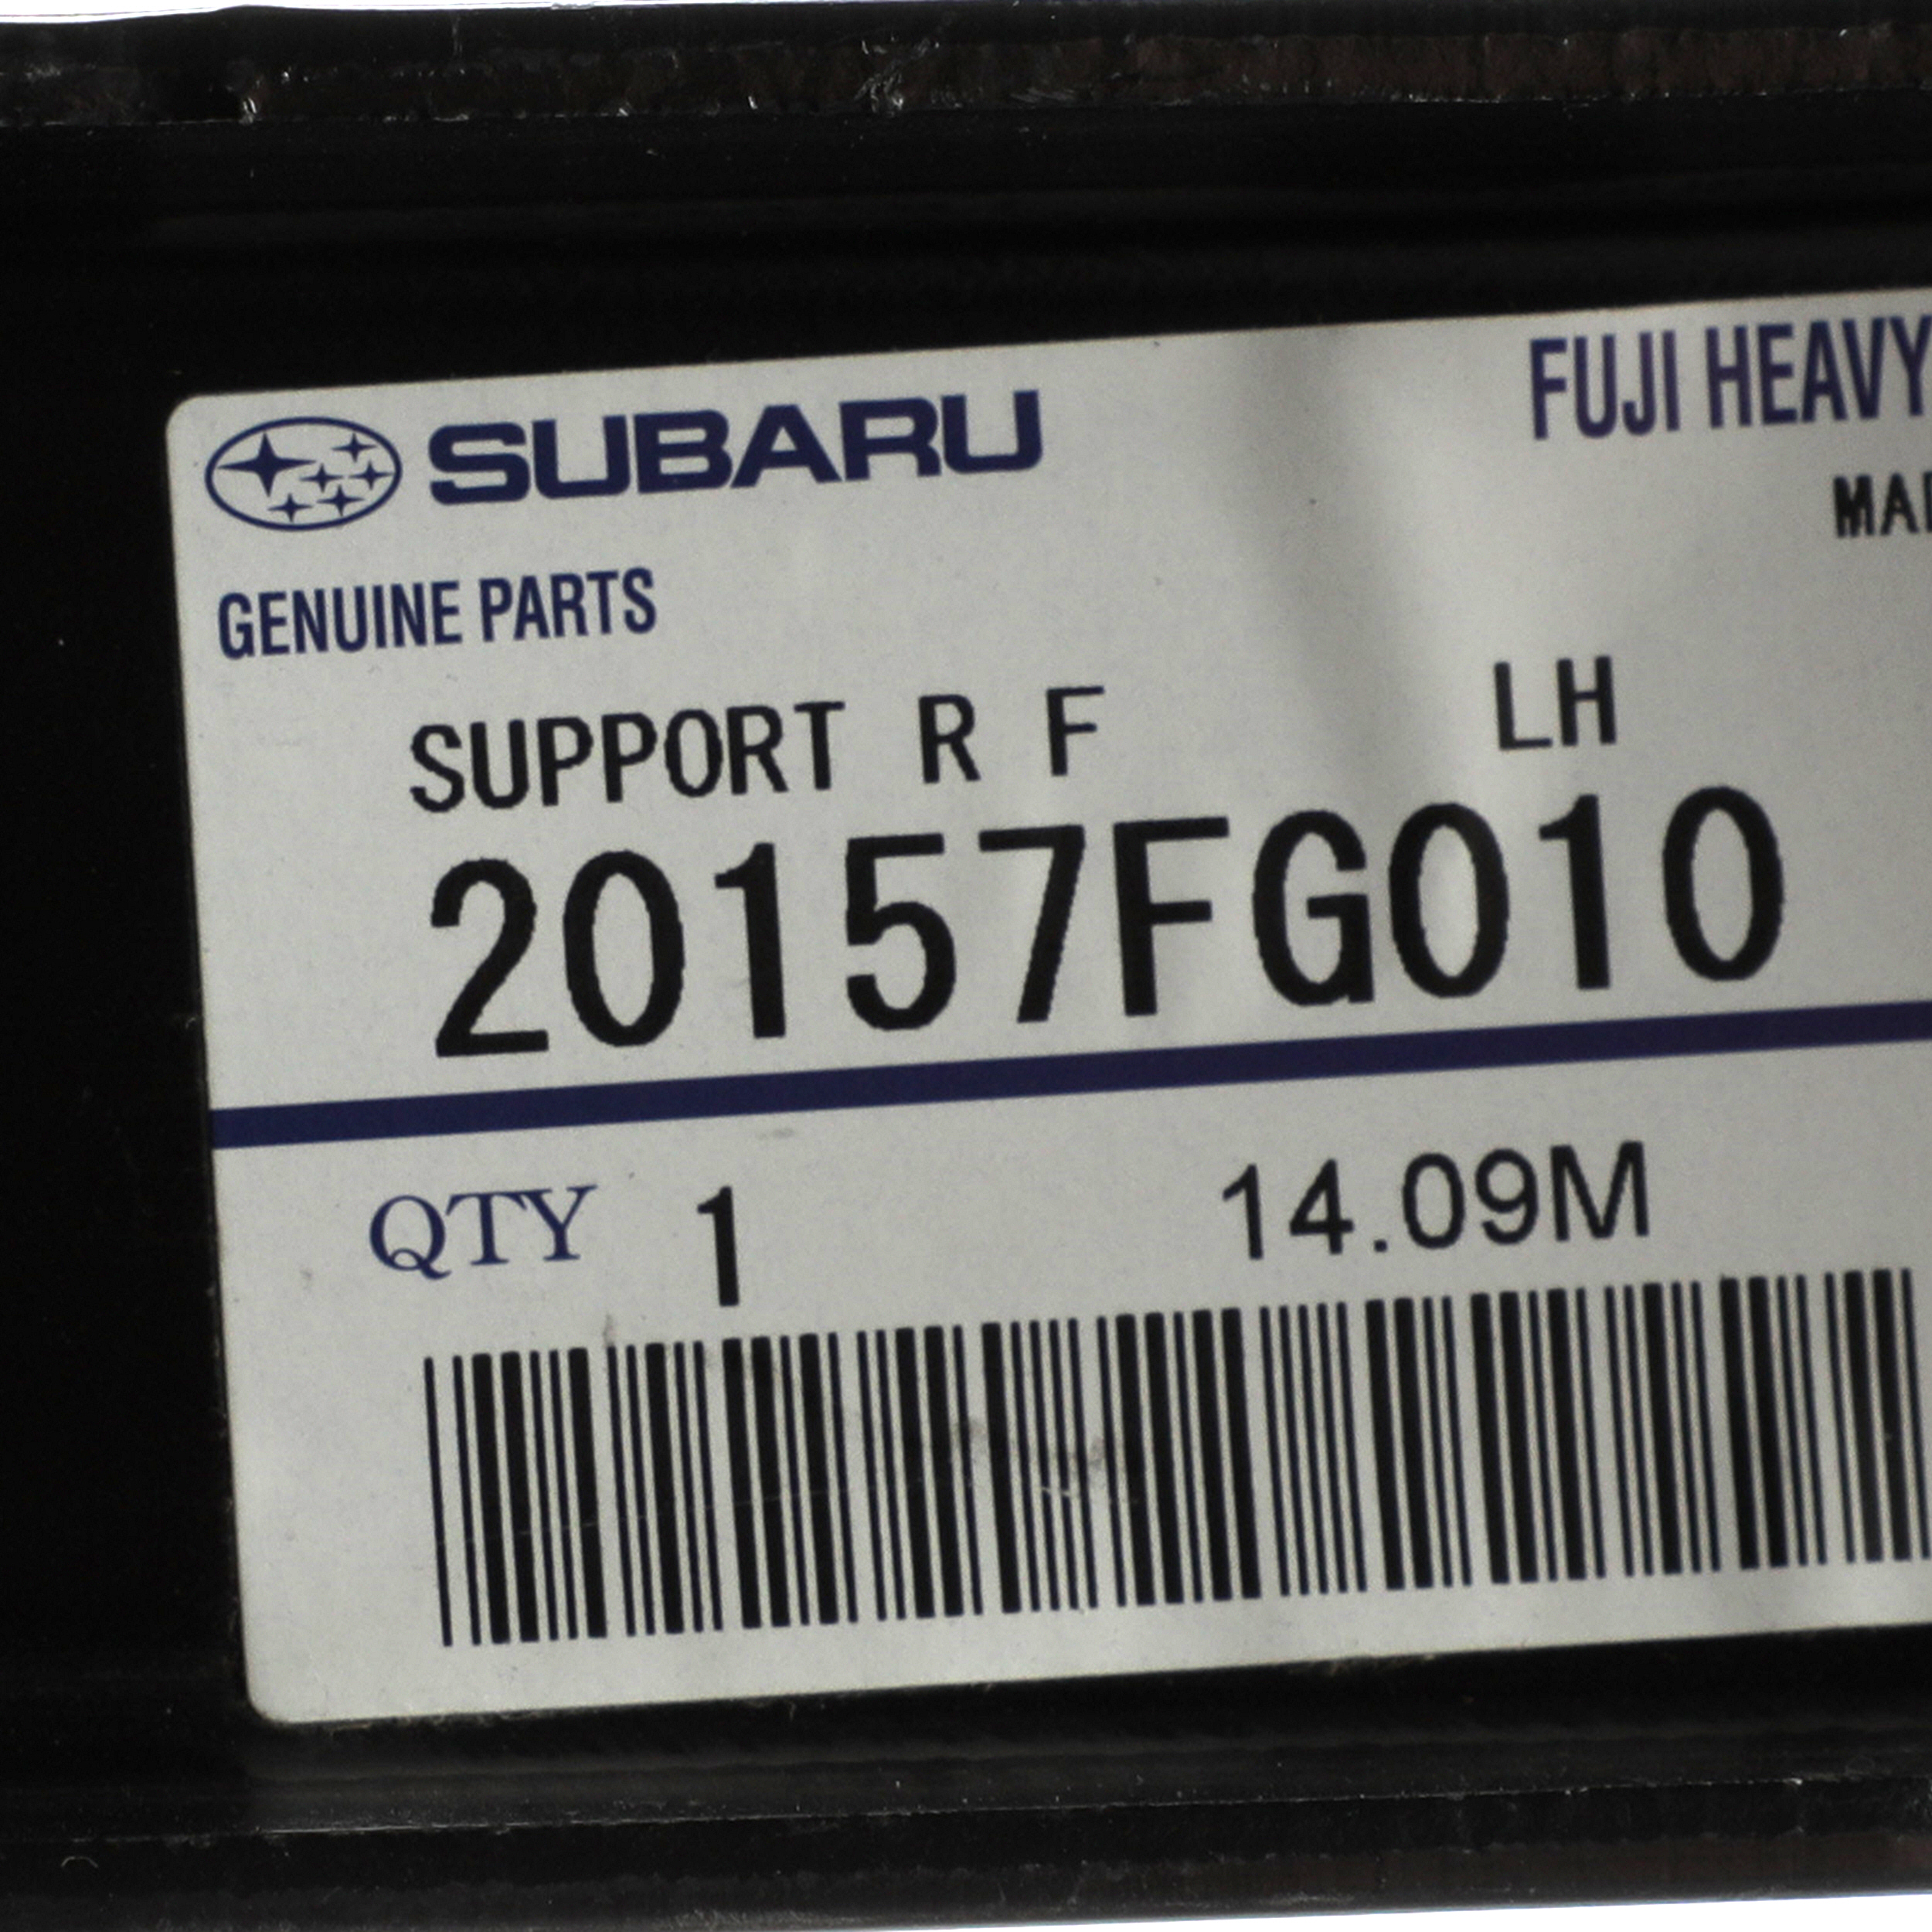 SUBARU
FUJI HEAVY
GENUINE PARTS
SUPPORT R F LH
20157FG010
QTY 1 14.09M